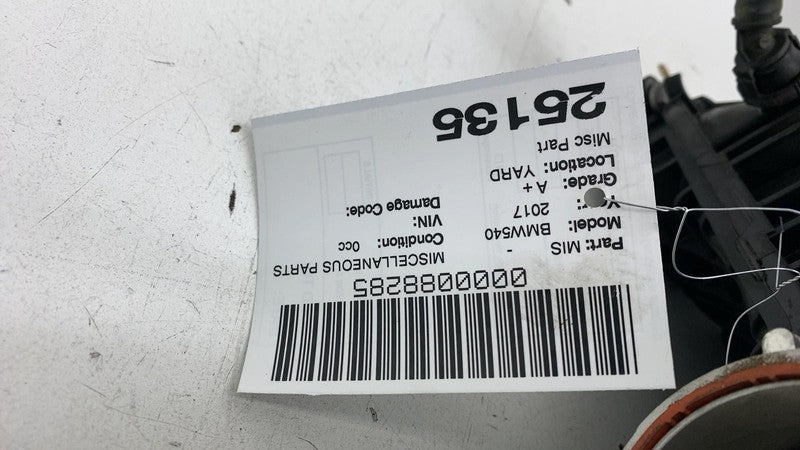 0000088285
Part: MIS - MISCELLANEOUS PARTS
Model: BMW540 Condition: 0cc
Year: 2017 VIN:
Grade: A+ Damage Code:
Location: YARD
Misc Part
25135